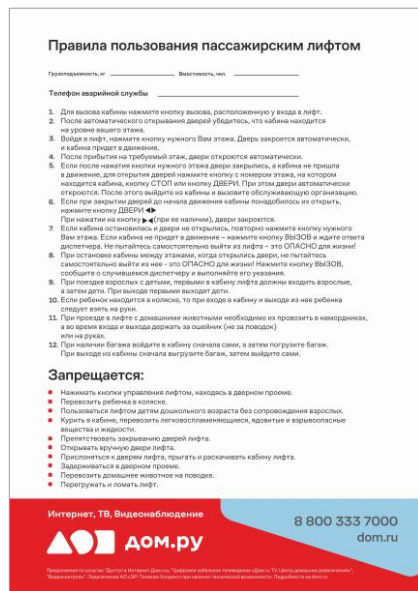 Правила пользования пассажирским лифтом
Грузоподъемность, кг Вместимость, чел.
Телефон аварийной службы
1. Для вызова кабины нажмите кнопку вызова, расположенную у входа в лифт.
2. После автоматического открывания дверей убедитесь, что кабина находится
на уровне вашего этажа.
3. Войдя в лифт, нажмите кнопку нужного Вам этажа. Дверь закроется автоматически,
и кабина придет в движение.
4. После прибытия на требуемый этаж, двери откроются автоматически.
5. Если после нажатия кнопки нужного этажа двери закрылись, а кабина не пришла
в движение, для открытия дверей нажмите кнопку с номером этажа, на котором
находится кабина, кнопку СТОП или кнопку ДВЕРИ. При этом двери автоматически
откроются. После этого выйдите из кабины и вызовите обслуживающую организацию.
6. Если при закрытии дверей до начала движения кабины понадобилось их открыть,
нажмите кнопку ДВЕРИ ◀▶
При нажатии на кнопку ▶◀ (при ее наличии), двери закроются.
7. Если кабина остановилась и двери не открылись, повторно нажмите кнопку нужного
Вам этажа. Если кабина не придет в движение – нажмите кнопку ВЫЗОВ и ждите ответа
диспетчера. Не пытайтесь самостоятельно выйти из лифта – это ОПАСНО для жизни!
8. При остановке кабины между этажами, когда открылись двери, не пытайтесь
самостоятельно выйти из нее – это ОПАСНО для жизни! Нажмите кнопку ВЫЗОВ,
сообщите о случившемся диспетчеру и выполняйте его указания.
9. При поездке взрослых с детьми, первыми в кабину лифта должны входить взрослые,
а затем дети. При выходе первыми выходят дети.
10. Если ребенок находится в коляске, то при входе в кабину и выходе из нее ребенка
следует взять на руки.
11. При проезде в лифте с домашними животными необходимо их провозить в намордниках,
а во время входа и выхода держать за ошейник (не за поводок)
или на руках.
12. При наличии багажа войдите в кабину сначала сами, а затем погрузите багаж.
При выходе из кабины сначала выгрузите багаж, затем выйдите сами.
Запрещается:
Нажимать кнопки управления лифтом, находясь в дверном проеме.
Перевозить ребенка в коляске.
Пользоваться лифтом детям дошкольного возраста без сопровождения взрослых.
Курить в кабине, перевозить легковоспламеняющиеся, ядовитые и взрывоопасные
вещества и жидкости.
Препятствовать закрыванию дверей лифта.
Открывать вручную двери лифта.
Прислоняться к дверям лифта, прыгать и раскачивать кабину лифта.
Задерживаться в дверном проеме.
Перевозить домашнее животное на поводке.
Перегружать и ломать лифт.
Интернет, ТВ, Видеонаблюдение
8 800 333 7000
dom.ru
дом.ру